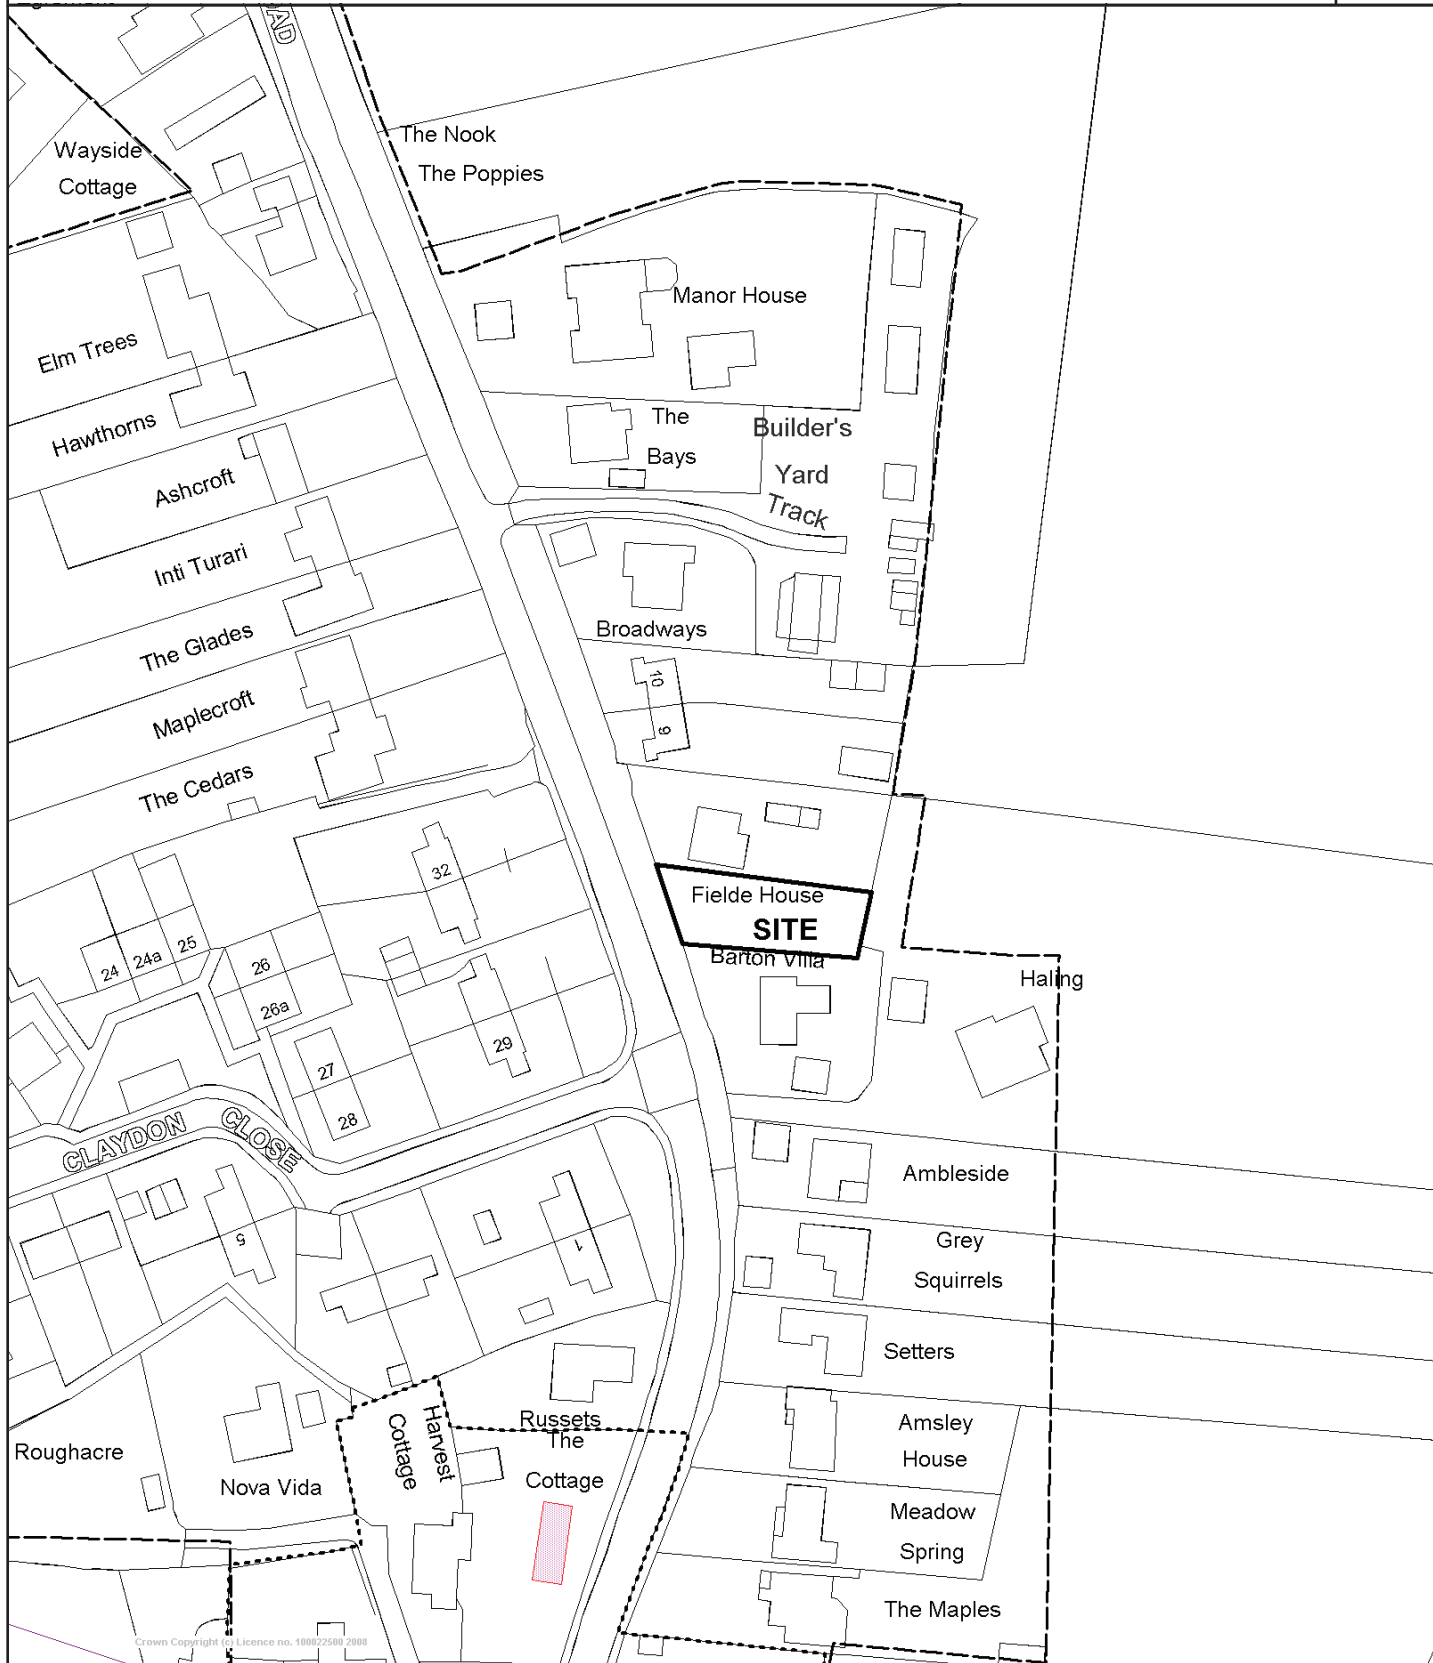 The Nook
The Poppies
Wayside
Cottage
Manor House
Elm Trees
Hawthorns
The
Bays
Builder's
Yard
Track
Ashcroft
Inti Turari
The Glades
Broadways
10
9
Maplecroft
The Cedars
32
Fielde House
SITE
Barton Villa
24
24a
25
26
26a
Haling
27
28
29
CLAYDON CLOSE
Ambleside
5
1
Grey
Squirrels
Setters
Harvest
Cottage
Russets
The
Cottage
Amsley
House
Roughacre
Nova Vida
Meadow
Spring
The Maples
Crown Copyright (c) Licence no. 100022500 2008